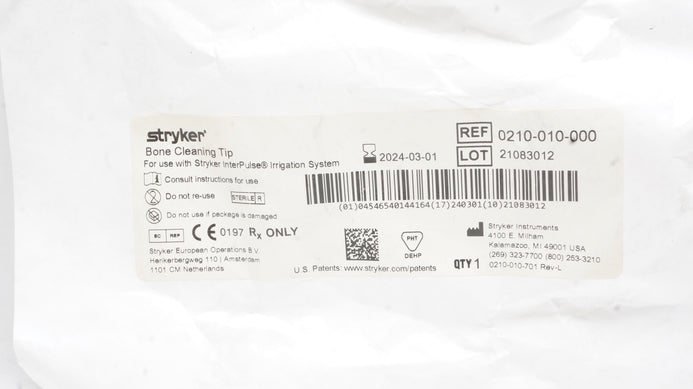 stryker
Bone Cleaning Tip
For use with Stryker InterPulse® Irrigation System
Consult instructions for use
Do not re-use
STERILE R
Do not use if package is damaged
EC REP
CE 0197 Rx ONLY
Stryker European Operations B.V.
Herikerbergweg 110 | Amsterdam
1101 CM Netherlands
2024-03-01
REF 0210-010-000
LOT 21083012
(01)04546540144164(17)240301(10)21083012
PHT
DEHP
U.S. Patents: www.stryker.com/patents
Stryker Instruments
4100 E. Milham
Kalamazoo, MI 49001 USA
(269) 323-7700 (800) 253-3210
QTY 1
0210-010-701 Rev-L